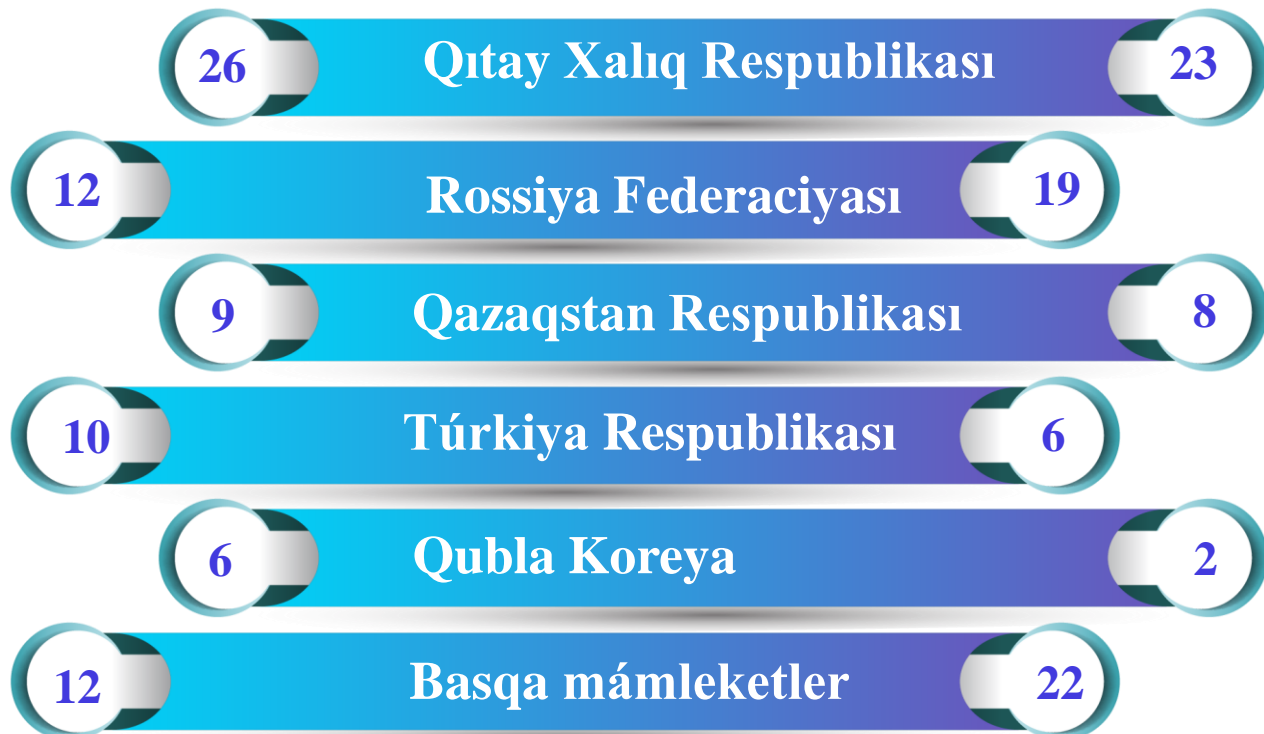 26 Qıtay Xalıq Respublikası 23
12 Rossiya Federaciyası 19
9 Qazaqstan Respublikası 8
10 Túrkiya Respublikası 6
6 Qubla Koreya 2
12 Basqa mámleketler 22